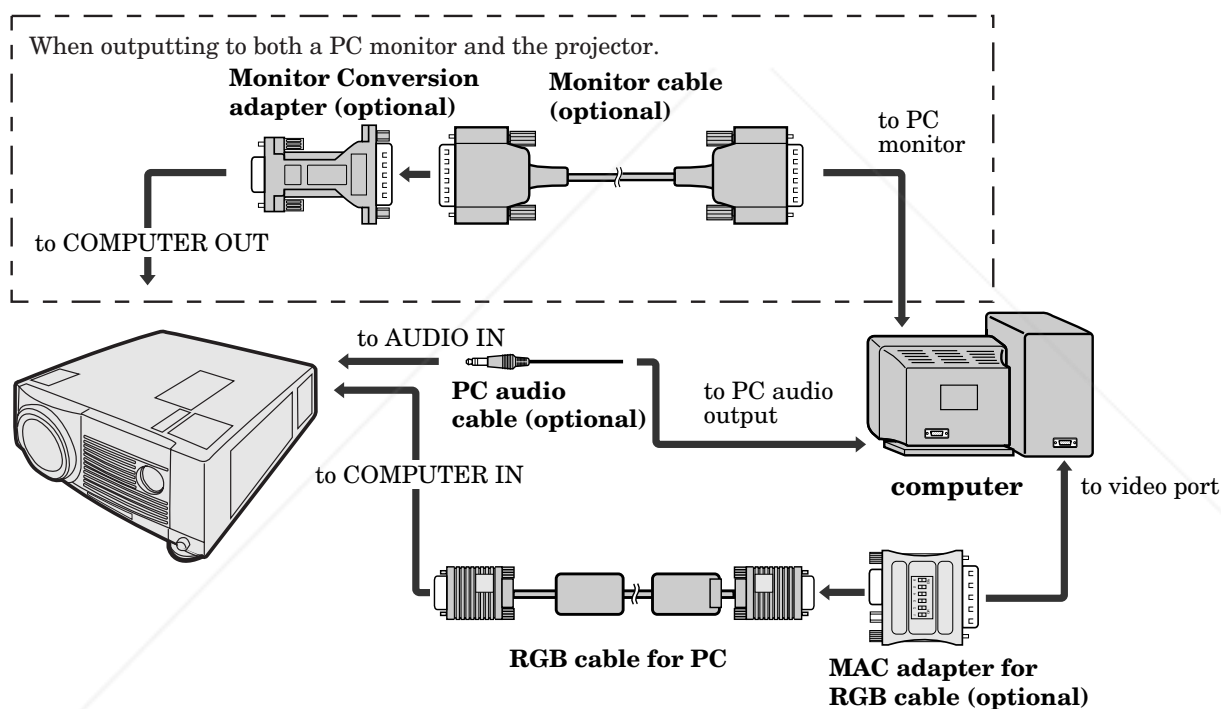 When outputting to both a PC monitor and the projector.
Monitor Conversion
adapter (optional)
Monitor cable
(optional)
to PC
monitor
to COMPUTER OUT
to AUDIO IN
PC audio
cable (optional)
to PC audio
output
to COMPUTER IN
computer
to video port
RGB cable for PC
MAC adapter for
RGB cable (optional)